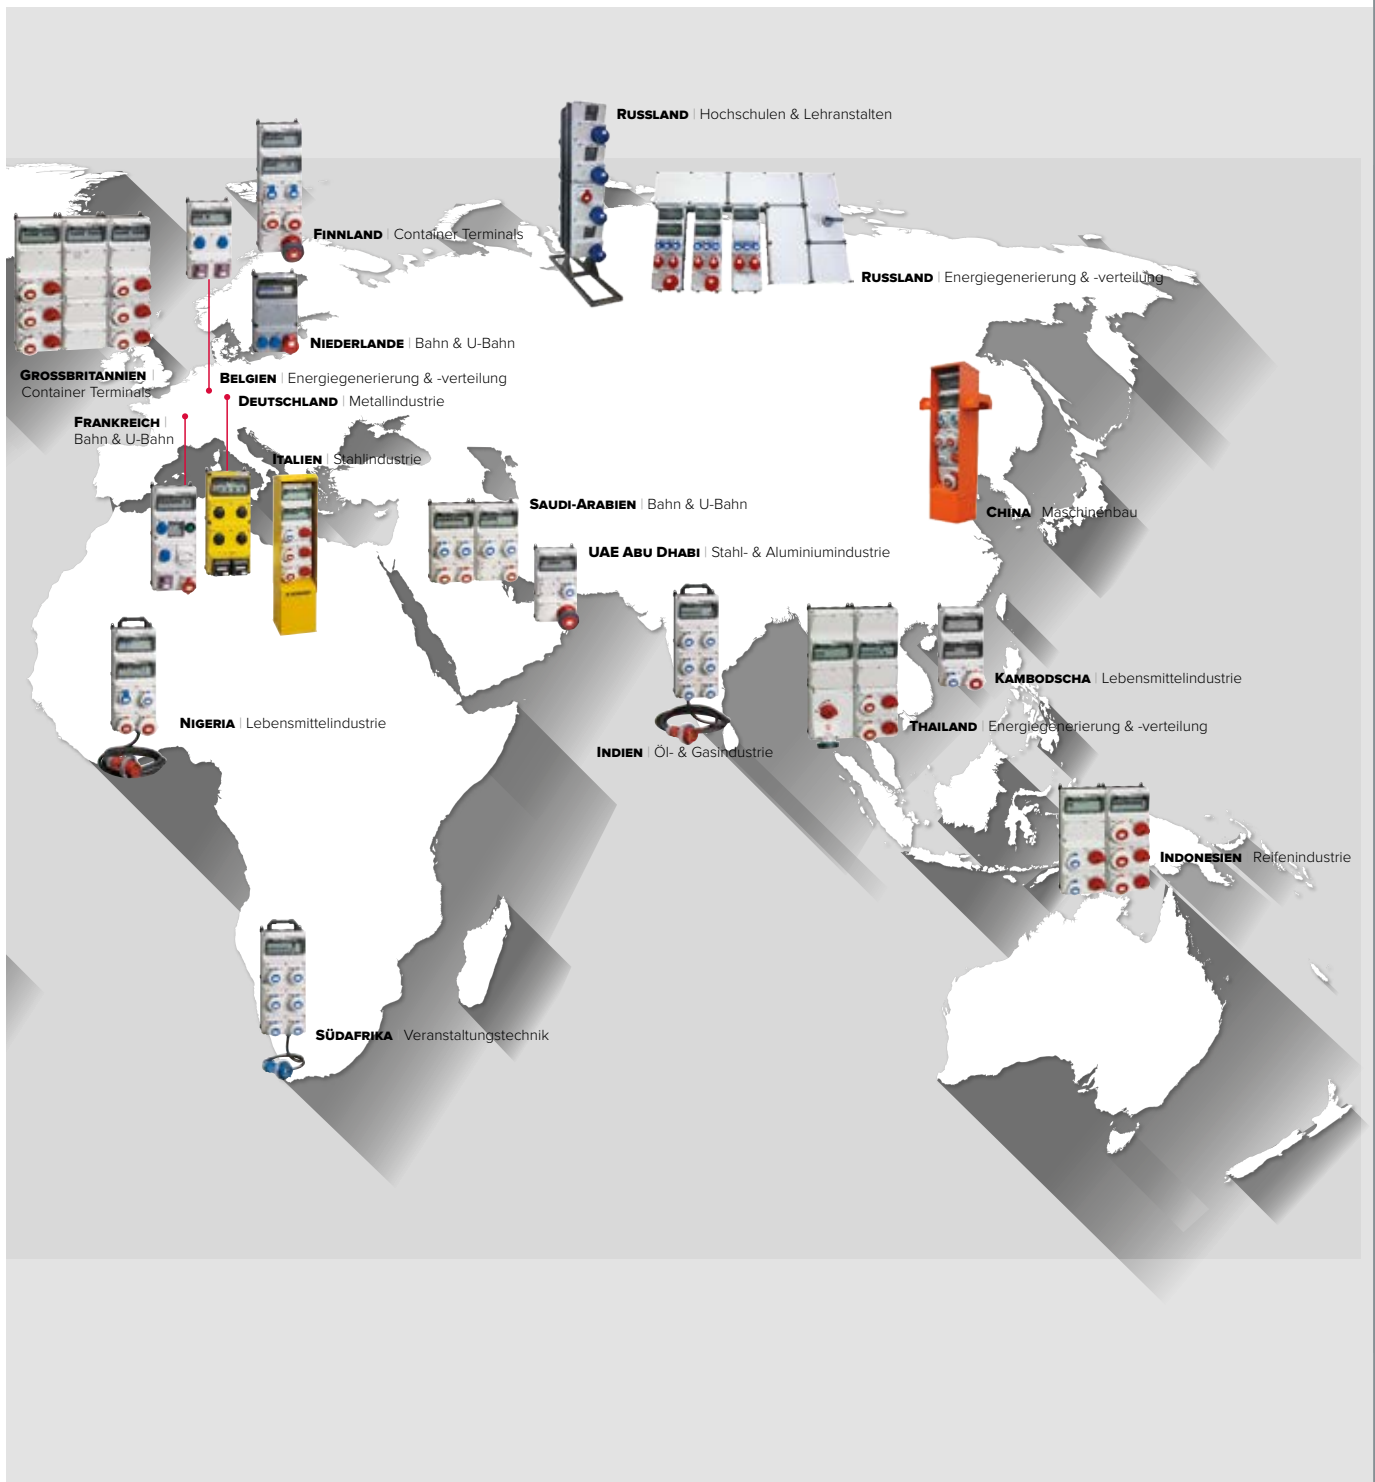 RUSSLAND | Hochschulen & Lehranstalten
FINNLAND | Container Terminals
RUSSLAND | Energiegenerierung & -verteilung
NIEDERLANDE | Bahn & U-Bahn
GROSSBRITANNIEN |
Container Terminals
BELGIEN | Energiegenerierung & -verteilung
DEUTSCHLAND | Metallindustrie
FRANKREICH |
Bahn & U-Bahn
ITALIEN | Stahlindustrie
SAUDI-ARABIEN | Bahn & U-Bahn
CHINA | Maschinenbau
UAE ABU DHABI | Stahl- & Aluminiumindustrie
KAMBODSCHA | Lebensmittelindustrie
NIGERIA | Lebensmittelindustrie
THAILAND | Energiegenerierung & -verteilung
INDIEN | Öl- & Gasindustrie
INDONESIEN | Reifenindustrie
SÜDAFRIKA | Veranstaltungstechnik